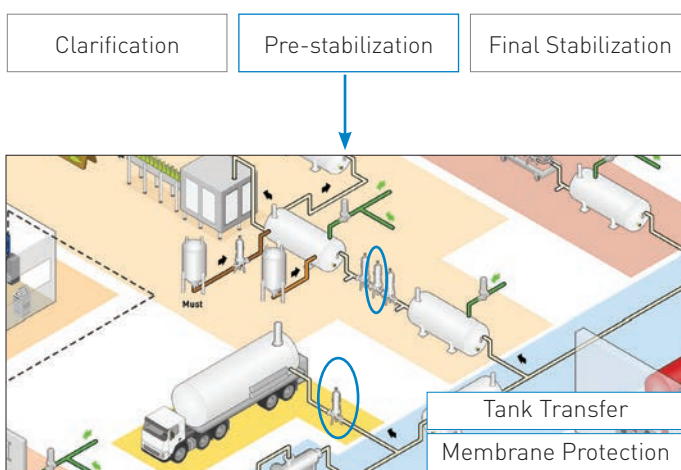 Clarification
Pre-stabilization
Final Stabilization
Must
Tank Transfer
Membrane Protection